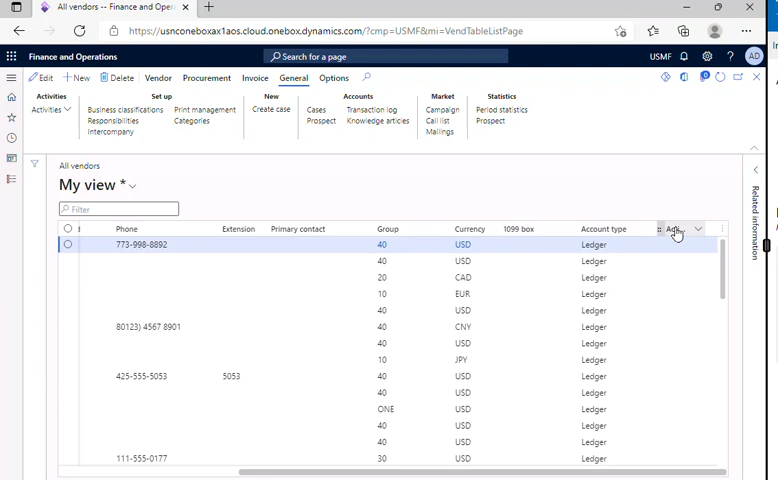 All vendors -- Finance and Opera
https://usnconeboxax1aos.cloud.onebox.dynamics.com/?cmp=USMF&mi=VendTableListPage
Finance and Operations
Search for a page
USMF
AD
Edit
New
Delete
Vendor
Procurement
Invoice
General
Options
Activities
Set up
New
Accounts
Market
Statistics
Activities
Business classifications
Print management
Create case
Cases
Transaction log
Campaign
Period statistics
Responsibilities
Categories
Prospect
Knowledge articles
Call list
Prospect
Intercompany
Mailings
All vendors
My view *
Filter
Related information
Phone Extension Primary contact Group Currency 1099 box Account type
773-998-8892 40 USD Ledger
40 USD Ledger
20 CAD Ledger
10 EUR Ledger
40 USD Ledger
80123) 4567 8901 40 CNY Ledger
40 USD Ledger
10 JPY Ledger
425-555-5053 5053 40 USD Ledger
40 USD Ledger
ONE USD Ledger
40 USD Ledger
40 USD Ledger
111-555-0177 30 USD Ledger